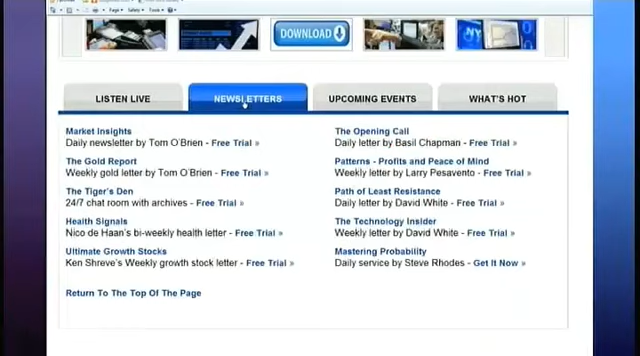 Page
Safety
Tools
DOWNLOAD
LISTEN LIVE
NEWSLETTERS
UPCOMING EVENTS
WHAT'S HOT
Market Insights
Daily newsletter by Tom O'Brien - Free Trial »
The Gold Report
Weekly gold letter by Tom O'Brien - Free Trial »
The Tiger's Den
24/7 chat room with archives - Free Trial »
Health Signals
Nico de Haan's bi-weekly health letter - Free Trial »
Ultimate Growth Stocks
Ken Shreve's Weekly growth stock letter - Free Trial »
Return To The Top Of The Page
The Opening Call
Daily letter by Basil Chapman - Free Trial »
Patterns - Profits and Peace of Mind
Weekly letter by Larry Pesavento - Free Trial »
Path of Least Resistance
Daily letter by David White - Free Trial »
The Technology Insider
Weekly letter by David White - Free Trial »
Mastering Probability
Daily service by Steve Rhodes - Get It Now »